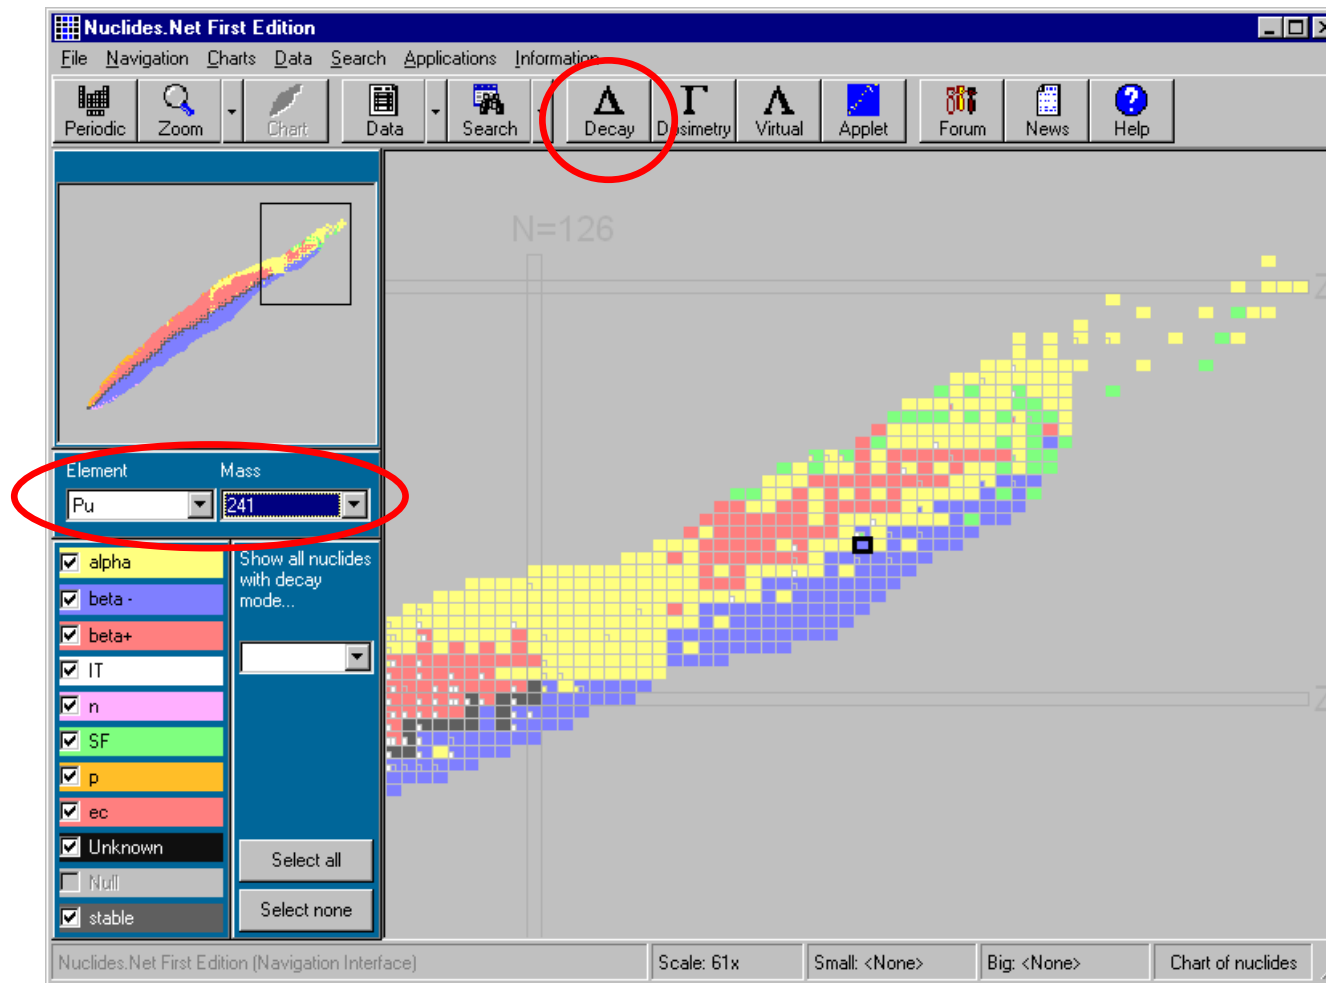 Nuclides.Net First Edition
File Navigation Charts Data Search Applications Information
Periodic Zoom Chart Data Search Δ Decay Γ Dosimetry Λ Virtual Applet Forum News Help
N=126
Z
Element Mass
Pu 241
alpha
beta -
beta+
IT
n
SF
p
ec
Unknown
Null
stable
Show all nuclides
with decay
mode...
Z
Select all
Select none
Nuclides.Net First Edition (Navigation Interface) Scale: 61x Small: <None> Big: <None> Chart of nuclides